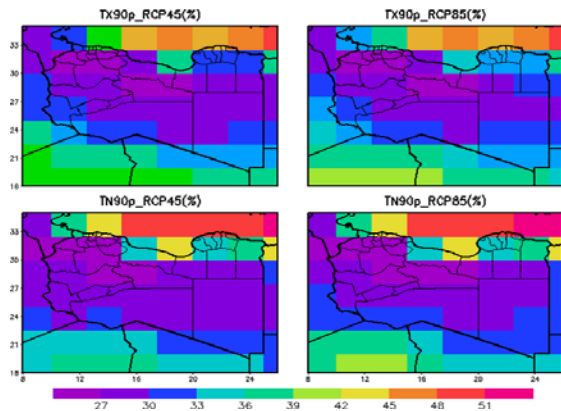 TX90p_RCP45(%)
TX90p_RCP85(%)
33
30
27
24
21
18
TN90p_RCP45(%)
TN90p_RCP85(%)
33
30
27
24
21
18
8 12 16 20 24
8 12 16 20 24
27 30 33 36 39 42 45 48 51